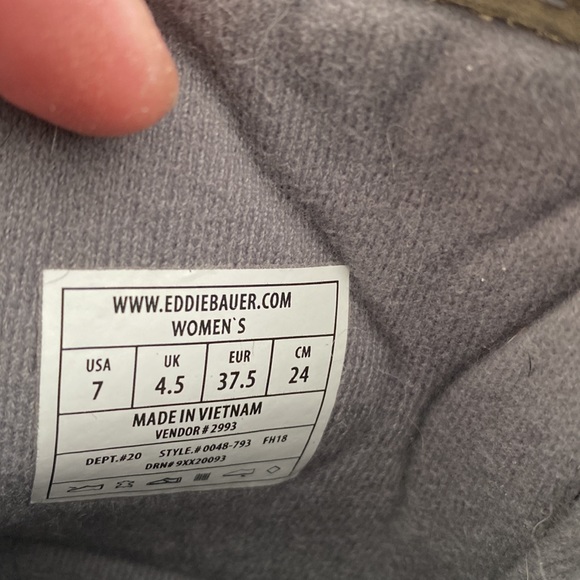 WWW.EDDIEBAUER.COM
WOMEN`S
USA UK EUR CM
7 4.5 37.5 24
MADE IN VIETNAM
VENDOR # 2993
DEPT.#20 STYLE.# 0048-793 FH18
DRN# 9XX20093